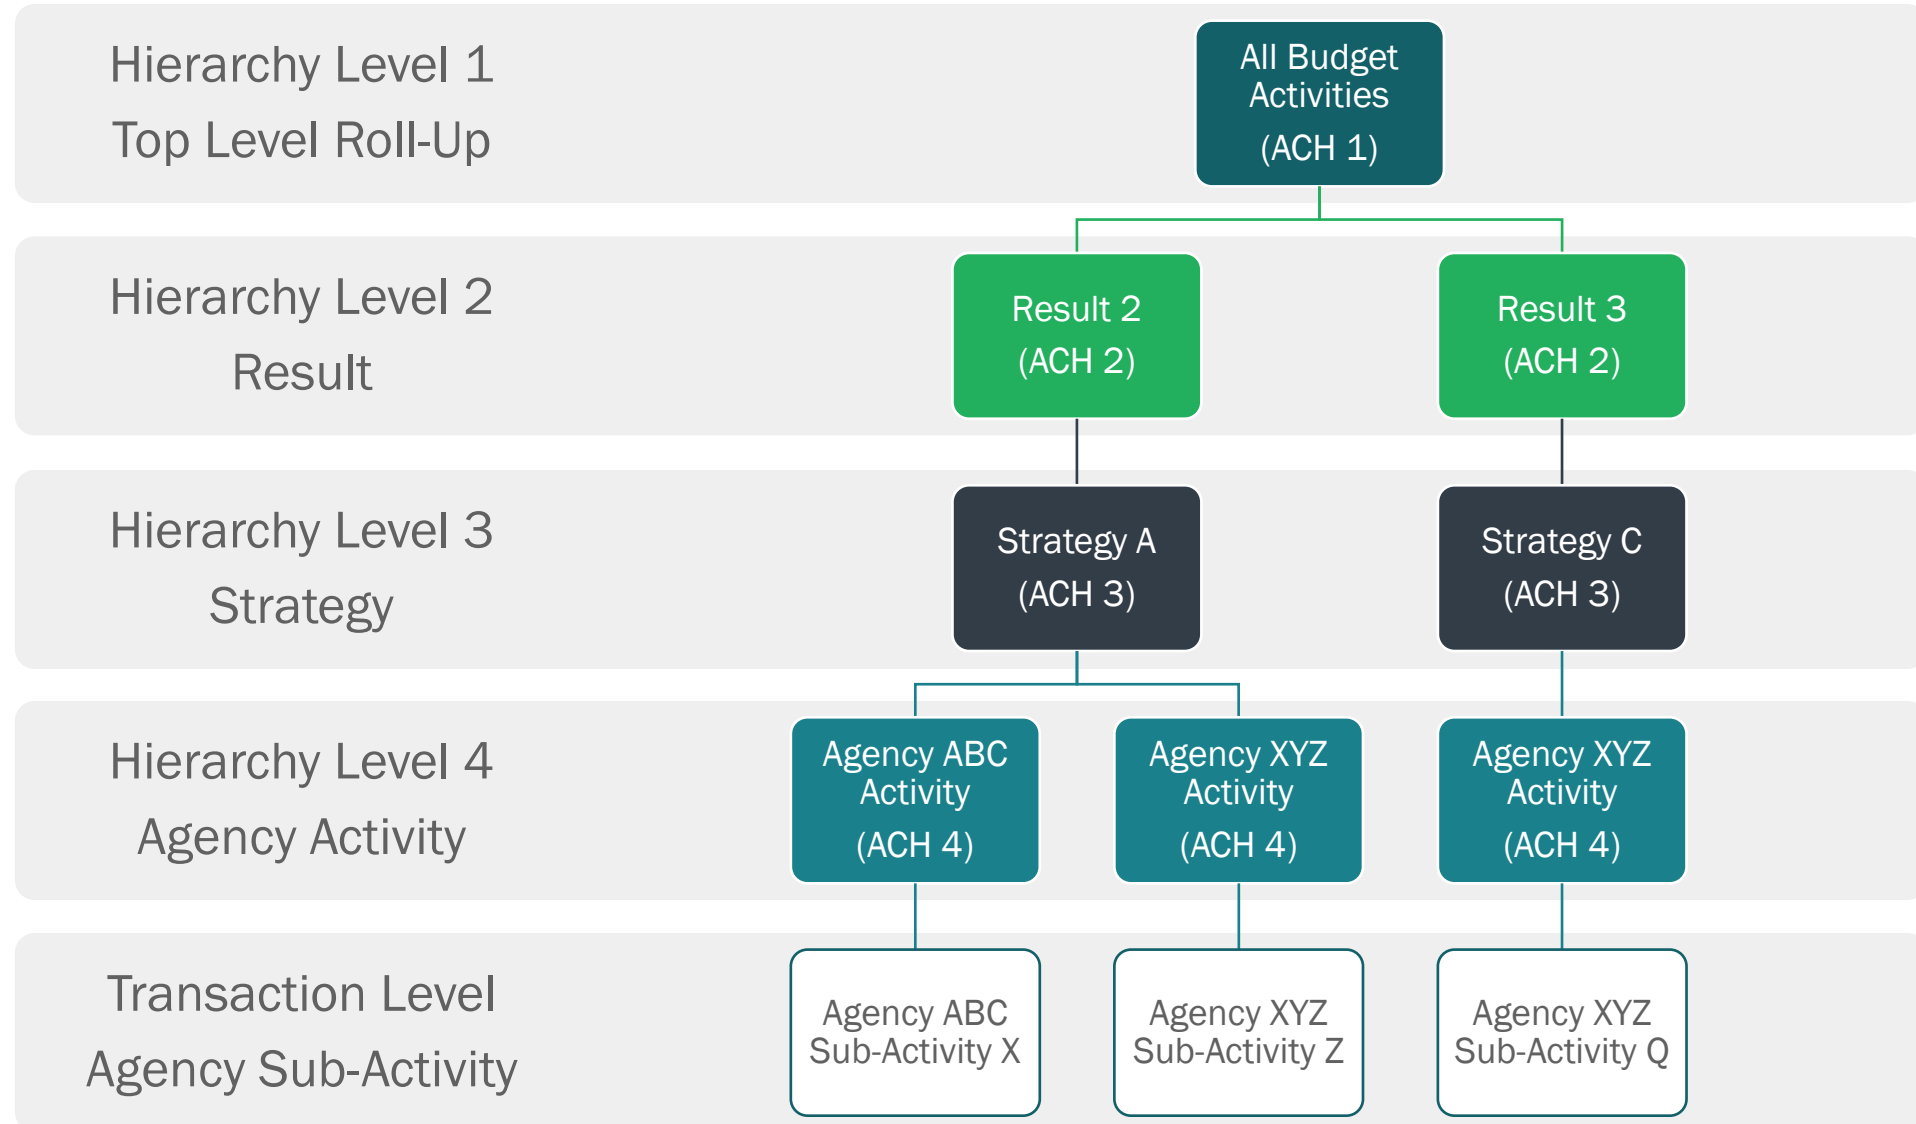 Hierarchy Level 1
Top Level Roll-Up
All Budget
Activities
(ACH 1)
Hierarchy Level 2
Result
Result 2
(ACH 2)
Result 3
(ACH 2)
Hierarchy Level 3
Strategy
Strategy A
(ACH 3)
Strategy C
(ACH 3)
Hierarchy Level 4
Agency Activity
Agency ABC
Activity
(ACH 4)
Agency XYZ
Activity
(ACH 4)
Agency XYZ
Activity
(ACH 4)
Transaction Level
Agency Sub-Activity
Agency ABC
Sub-Activity X
Agency XYZ
Sub-Activity Z
Agency XYZ
Sub-Activity Q